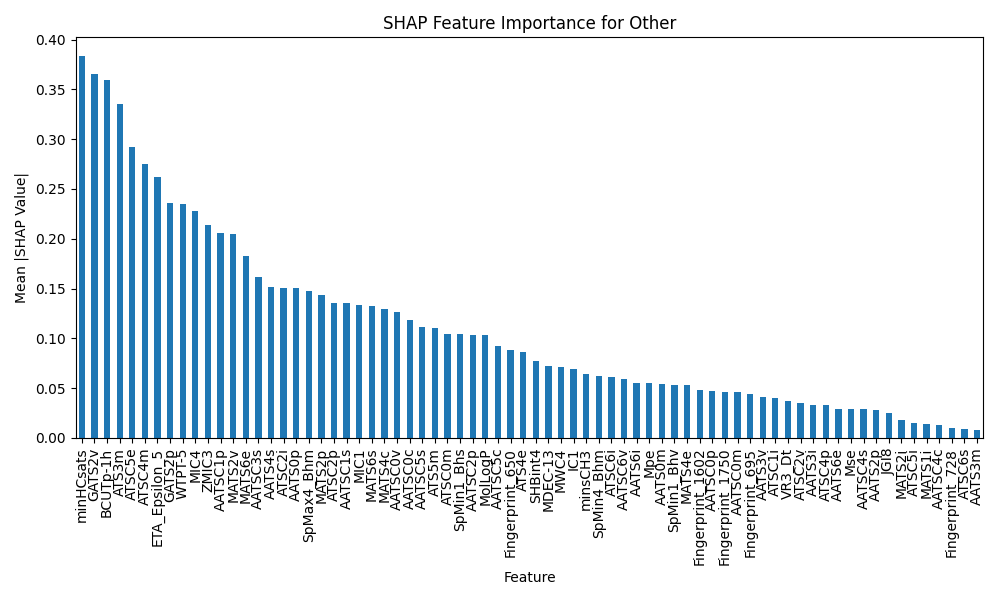 SHAP Feature Importance for Other
Mean |SHAP Value|
0.40
0.35
0.30
0.25
0.20
0.15
0.10
0.05
0.00
minHCsats
GATS2v
BCUTp-1h
ATS3m
ATSC5e
ATSC4m
ETA_Epsilon_5
GATS2p
WTPT-5
MIC4
ZMIC3
AATSC1p
MATS2v
MATS6e
AATSC3s
AATS4s
ATSC2i
AATS0p
SpMax4_Bhm
MATS2p
ATSC2p
AATSC1s
MIC1
MATS6s
MATS4c
AATSC0v
AATSC0c
AATSC5s
ATS5m
ATSC0m
SpMin1_Bhs
AATSC2p
MolLogP
AATSC5c
Fingerprint_650
ATS4e
SHBint4
MDEC-13
MWC4
IC1
minsCH3
SpMin4_Bhm
ATSC6i
AATSC6v
AATS6i
Mpe
AATS0m
SpMin1_Bhv
MATS4e
Fingerprint_1602
AATSC0p
Fingerprint_1750
AATSC0m
Fingerprint_695
AATS3v
ATSC1i
VR3_Dt
ATSC2v
AATS3i
ATSC4p
AATS6e
Mse
AATSC4s
AATS2p
JGI8
MATS2i
ATSC5i
MATS1i
AATSC4v
Fingerprint_728
ATSC6s
AATS3m
Feature